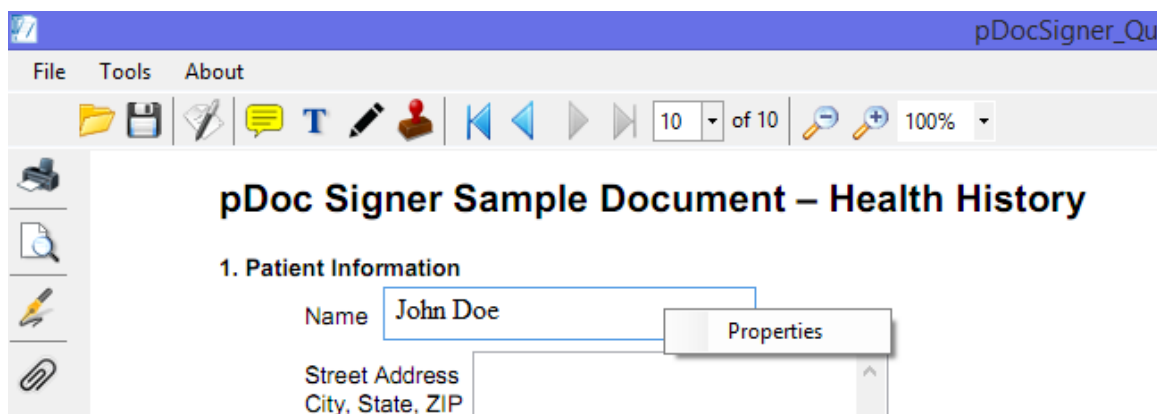 pDocSigner_Qu
File Tools About
T 10 of 10 100%
pDoc Signer Sample Document – Health History
1. Patient Information
Name John Doe
Properties
Street Address
City, State, ZIP